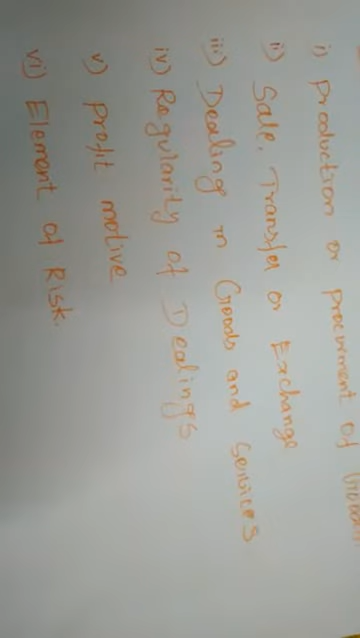 i) Production or procurement of
ii) Sale, Transfer or Exchange
iii) Dealing in Goods and Services
iv) Regularity of Dealings
v) Profit motive
vi) Element of Risk.